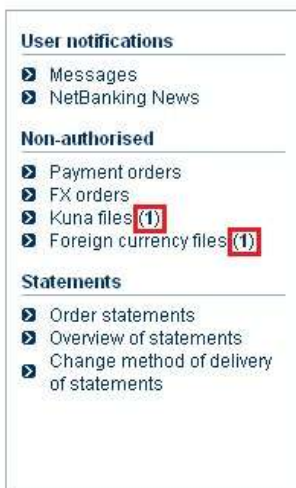 User notifications
Messages
NetBanking News
Non-authorised
Payment orders
FX orders
Kuna files (1)
Foreign currency files (1)
Statements
Order statements
Overview of statements
Change method of delivery
of statements